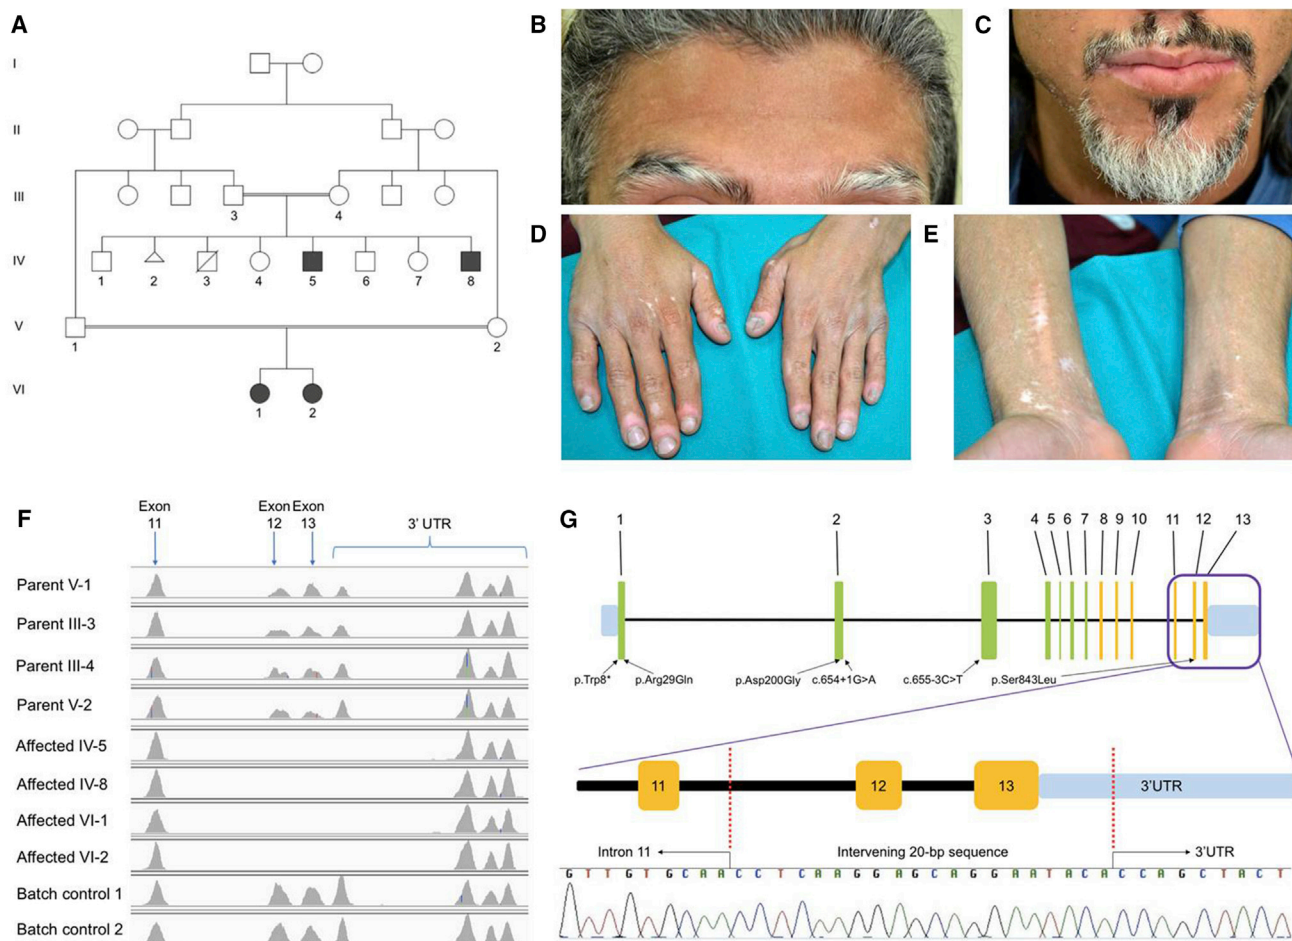 A
I
II
III
3
4
IV
1
2
3
4
5
6
7
8
V
1
2
VI
1
2
B
C
D
E
F
Exon 11
Exon 12
Exon 13
3' UTR
Parent V-1
Parent III-3
Parent III-4
Parent V-2
Affected IV-5
Affected IV-8
Affected VI-1
Affected VI-2
Batch control 1
Batch control 2
G
1 2 3 4 5 6 7 8 9 10 11 12 13
p.Trp8* p.Arg29Gln p.Asp200Gly c.654+1G>A c.655-3C>T p.Ser843Leu
11 12 13 3'UTR
Intron 11 Intervening 20-bp sequence 3'UTR
G T T G T G C A A C C T C A A G G A G C A G G A A T A C A C C A G C T A C T